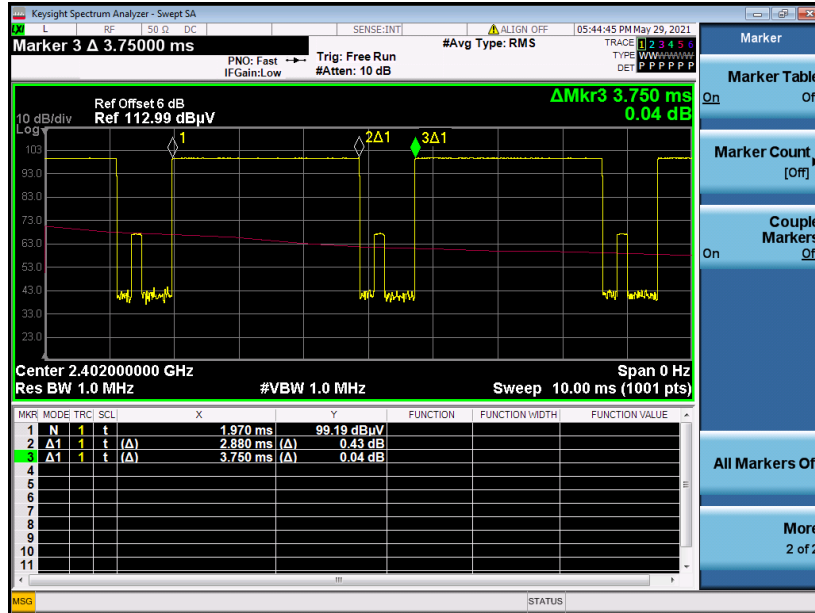 Keysight Spectrum Analyzer - Swept SA
LXI L RF 50 Ω DC SENSE:INT ALIGN OFF 05:44:45 PM May 29, 2021
Marker 3 Δ 3.75000 ms
PNO: Fast
IFGain:Low
Trig: Free Run
#Atten: 10 dB
#Avg Type: RMS
TRACE 1 2 3 4 5 6
TYPE WWWWWW
DET P P P P P P
ΔMkr3 3.750 ms
0.04 dB
Ref Offset 6 dB
10 dB/div Ref 112.99 dBµV
Log
1 2Δ1 3Δ1
103
93.0
83.0
73.0
63.0
53.0
43.0
33.0
23.0
Center 2.402000000 GHz Span 0 Hz
Res BW 1.0 MHz #VBW 1.0 MHz Sweep 10.00 ms (1001 pts)
MKR MODE TRC SCL X Y FUNCTION FUNCTION WIDTH FUNCTION VALUE
1 N 1 t 1.970 ms 99.19 dBµV
2 Δ1 1 t (Δ) 2.880 ms (Δ) 0.43 dB
3 Δ1 1 t (Δ) 3.750 ms (Δ) 0.04 dB
4
5
6
7
8
9
10
11
MSG STATUS
Marker
Marker Table
On Of
Marker Count
[Off]
Couple
Markers
On Of
All Markers Of
More
2 of 2